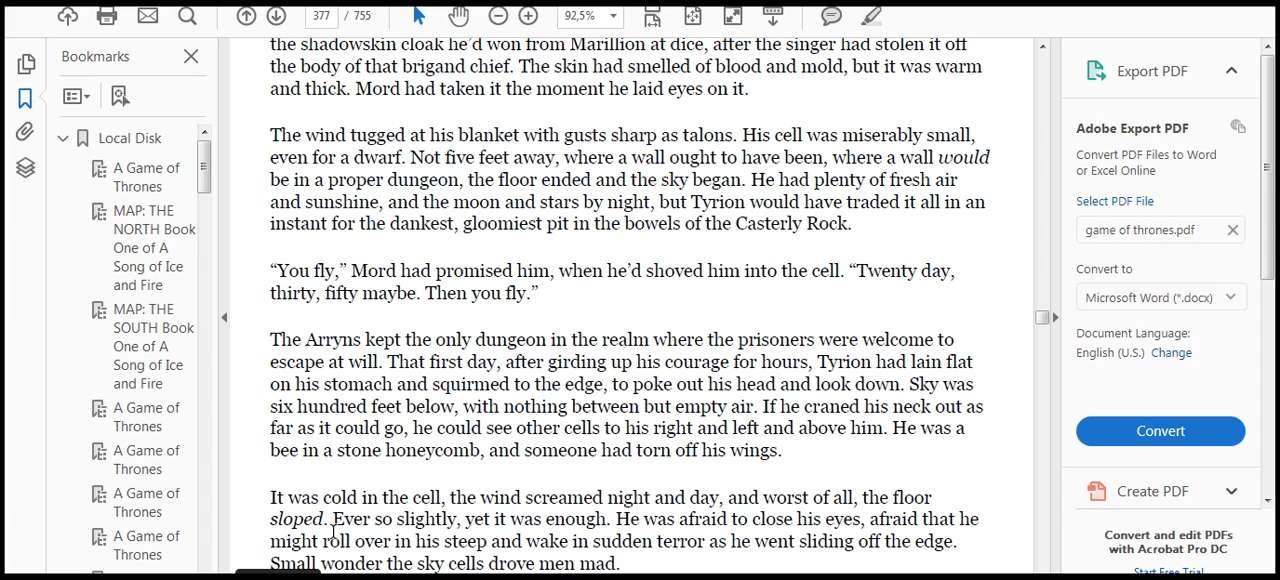 377 / 755
92,5%
Bookmarks
Local Disk
A Game of
Thrones
MAP: THE
NORTH Book
One of A
Song of Ice
and Fire
MAP: THE
SOUTH Book
One of A
Song of Ice
and Fire
A Game of
Thrones
A Game of
Thrones
A Game of
Thrones
A Game of
Thrones
the shadowskin cloak he’d won from Marillion at dice, after the singer had stolen it off
the body of that brigand chief. The skin had smelled of blood and mold, but it was warm
and thick. Mord had taken it the moment he laid eyes on it.
The wind tugged at his blanket with gusts sharp as talons. His cell was miserably small,
even for a dwarf. Not five feet away, where a wall ought to have been, where a wall would
be in a proper dungeon, the floor ended and the sky began. He had plenty of fresh air
and sunshine, and the moon and stars by night, but Tyrion would have traded it all in an
instant for the dankest, gloomiest pit in the bowels of the Casterly Rock.
“You fly,” Mord had promised him, when he’d shoved him into the cell. “Twenty day,
thirty, fifty maybe. Then you fly.”
The Arryns kept the only dungeon in the realm where the prisoners were welcome to
escape at will. That first day, after girding up his courage for hours, Tyrion had lain flat
on his stomach and squirmed to the edge, to poke out his head and look down. Sky was
six hundred feet below, with nothing between but empty air. If he craned his neck out as
far as it could go, he could see other cells to his right and left and above him. He was a
bee in a stone honeycomb, and someone had torn off his wings.
It was cold in the cell, the wind screamed night and day, and worst of all, the floor
sloped. Ever so slightly, yet it was enough. He was afraid to close his eyes, afraid that he
might roll over in his steep and wake in sudden terror as he went sliding off the edge.
Small wonder the sky cells drove men mad.
Export PDF
Adobe Export PDF
Convert PDF Files to Word
or Excel Online
Select PDF File
game of thrones.pdf
Convert to
Microsoft Word (*.docx)
Document Language:
English (U.S.) Change
Convert
Create PDF
Convert and edit PDFs
with Acrobat Pro DC
Start Free Trial